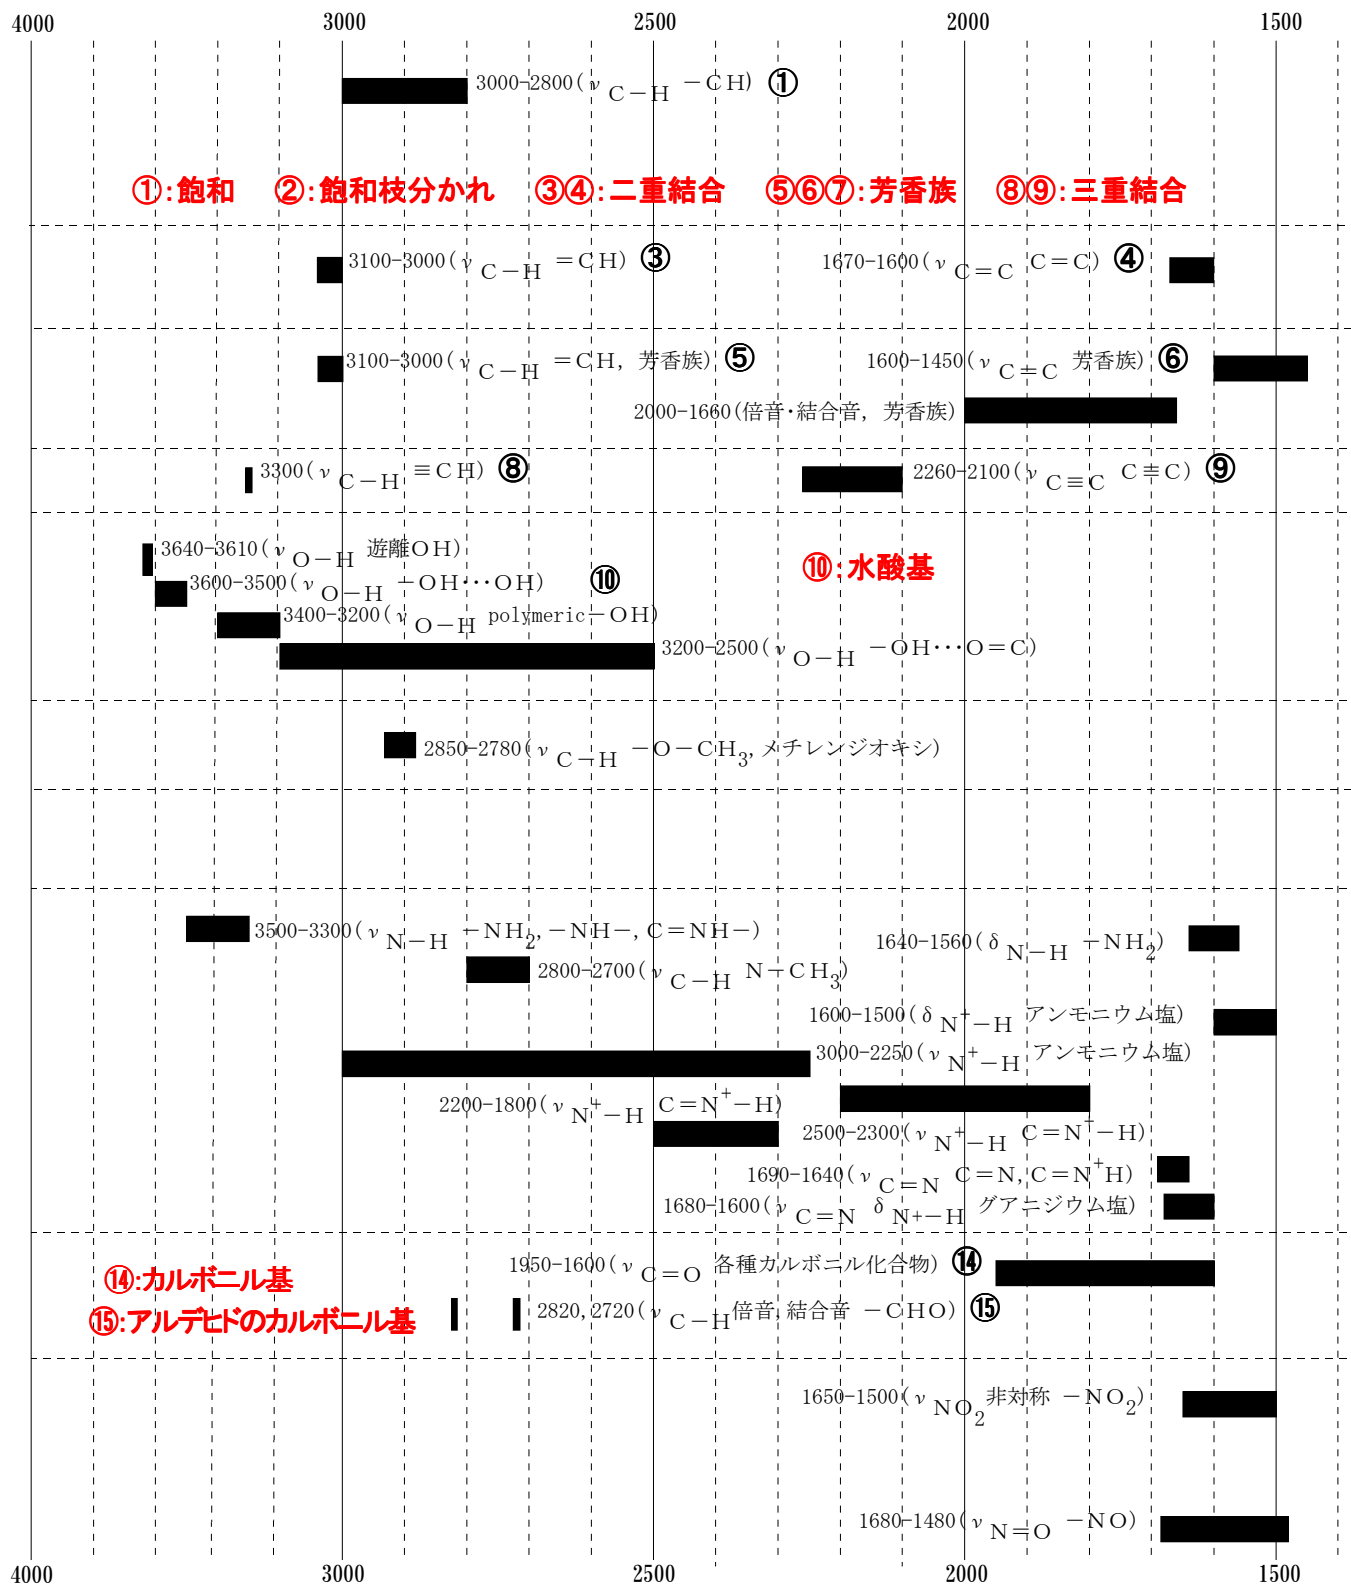 4000 3000 2500 2000 1500
3000-2800(ν C-H -CH) ①
①:飽和 ②:飽和枝分かれ ③④:二重結合 ⑤⑥⑦:芳香族 ⑧⑨:三重結合
3100-3000(ν C-H =CH) ③ 1670-1600(ν C=C C=C) ④
3100-3000(ν C-H =CH, 芳香族) ⑤ 1600-1450(ν C=C 芳香族) ⑥
2000-1660(倍音・結合音, 芳香族)
3300(ν C-H ≡CH) ⑧ 2260-2100(ν C≡C C≡C) ⑨
3640-3610(ν O-H 遊離OH)
⑩:水酸基
3600-3500(ν O-H -OH···OH) ⑩
3400-3200(ν O-H polymeric-OH)
3200-2500(ν O-H -OH···O=C)
2850-2780(ν C-H -O-CH3,メチレンジオキシ)
3500-3300(ν N-H -NH2,-NH-,C=NH-) 1640-1560(δ N-H -NH2)
2800-2700(ν C-H N-CH3)
1600-1500(δ N+-H アンモニウム塩)
3000-2250(ν N+-H アンモニウム塩)
2200-1800(ν N+-H C=N+-H)
2500-2300(ν N+-H C=N+-H)
1690-1640(ν C=N C=N,C=N+H)
1680-1600(ν C=N δ N+-H グアニジウム塩)
1950-1600(ν C=O 各種カルボニル化合物) ⑭
⑭:カルボニル基
2820,2720(ν C-H倍音,結合音 -CHO) ⑮
⑮:アルデヒドのカルボニル基
1650-1500(ν NO2非対称 -NO2)
1680-1480(ν N=O -NO)
4000 3000 2500 2000 1500